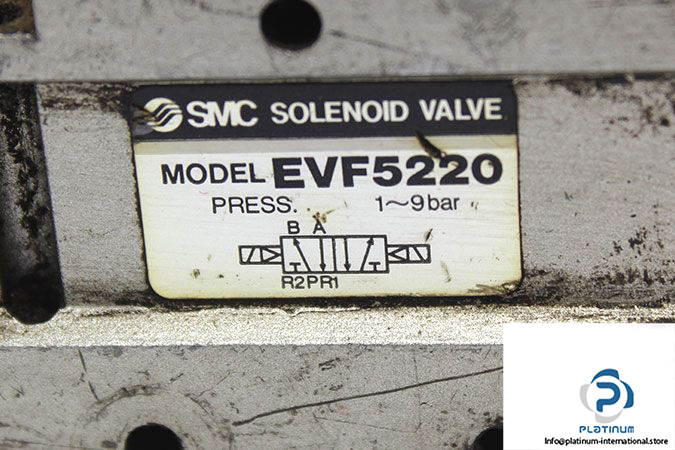 SMC SOLENOID VALVE
MODEL EVF5220
PRESS. 1~9bar
B A
R2PR1
PLATINUM
Info@platinum-international.store